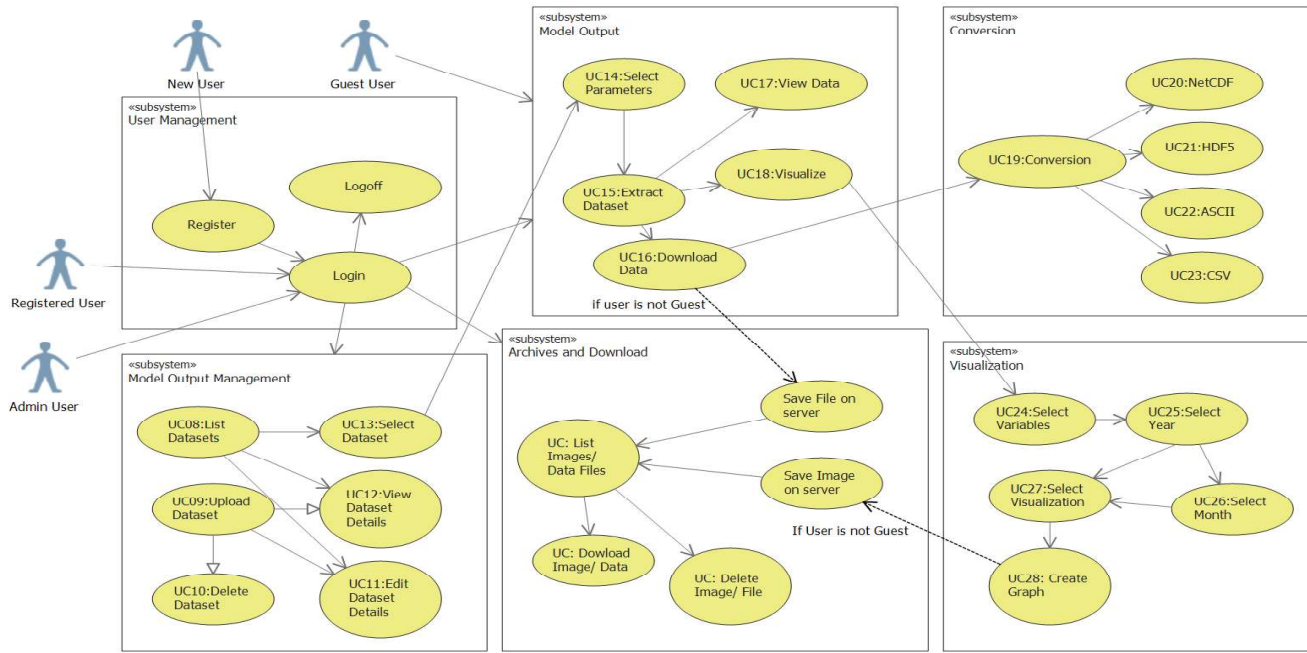 New User
Guest User
Registered User
Admin User
«subsystem»
User Management
Logoff
Register
Login
«subsystem»
Model Output
UC14:Select
Parameters
UC17:View Data
UC15:Extract
Dataset
UC18:Visualize
UC16:Download
Data
if user is not Guest
«subsystem»
Conversion
UC20:NetCDF
UC19:Conversion
UC21:HDF5
UC22:ASCII
UC23:CSV
«subsystem»
Model Output Management
UC08:List
Datasets
UC13:Select
Dataset
UC09:Upload
Dataset
UC12:View
Dataset
Details
UC10:Delete
Dataset
UC11:Edit
Dataset
Details
«subsystem»
Archives and Download
Save File on
server
UC: List
Images/
Data Files
Save Image
on server
If User is not Guest
UC: Dowload
Image/ Data
UC: Delete
Image/ File
«subsystem»
Visualization
UC24:Select
Variables
UC25:Select
Year
UC27:Select
Visualization
UC26:Select
Month
UC28: Create
Graph